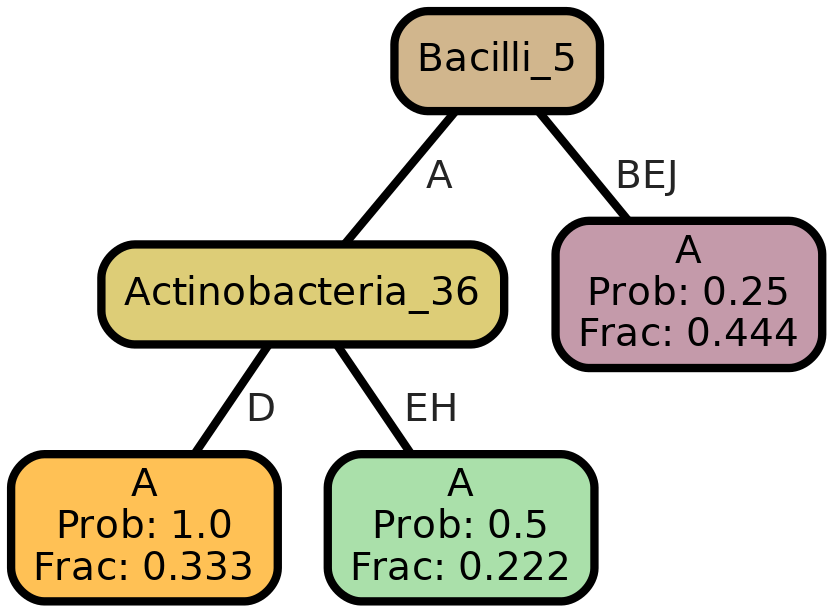 Bacilli_5
A
BEJ
A
Prob: 0.25
Frac: 0.444
Actinobacteria_36
D
EH
A
Prob: 1.0
Frac: 0.333
A
Prob: 0.5
Frac: 0.222